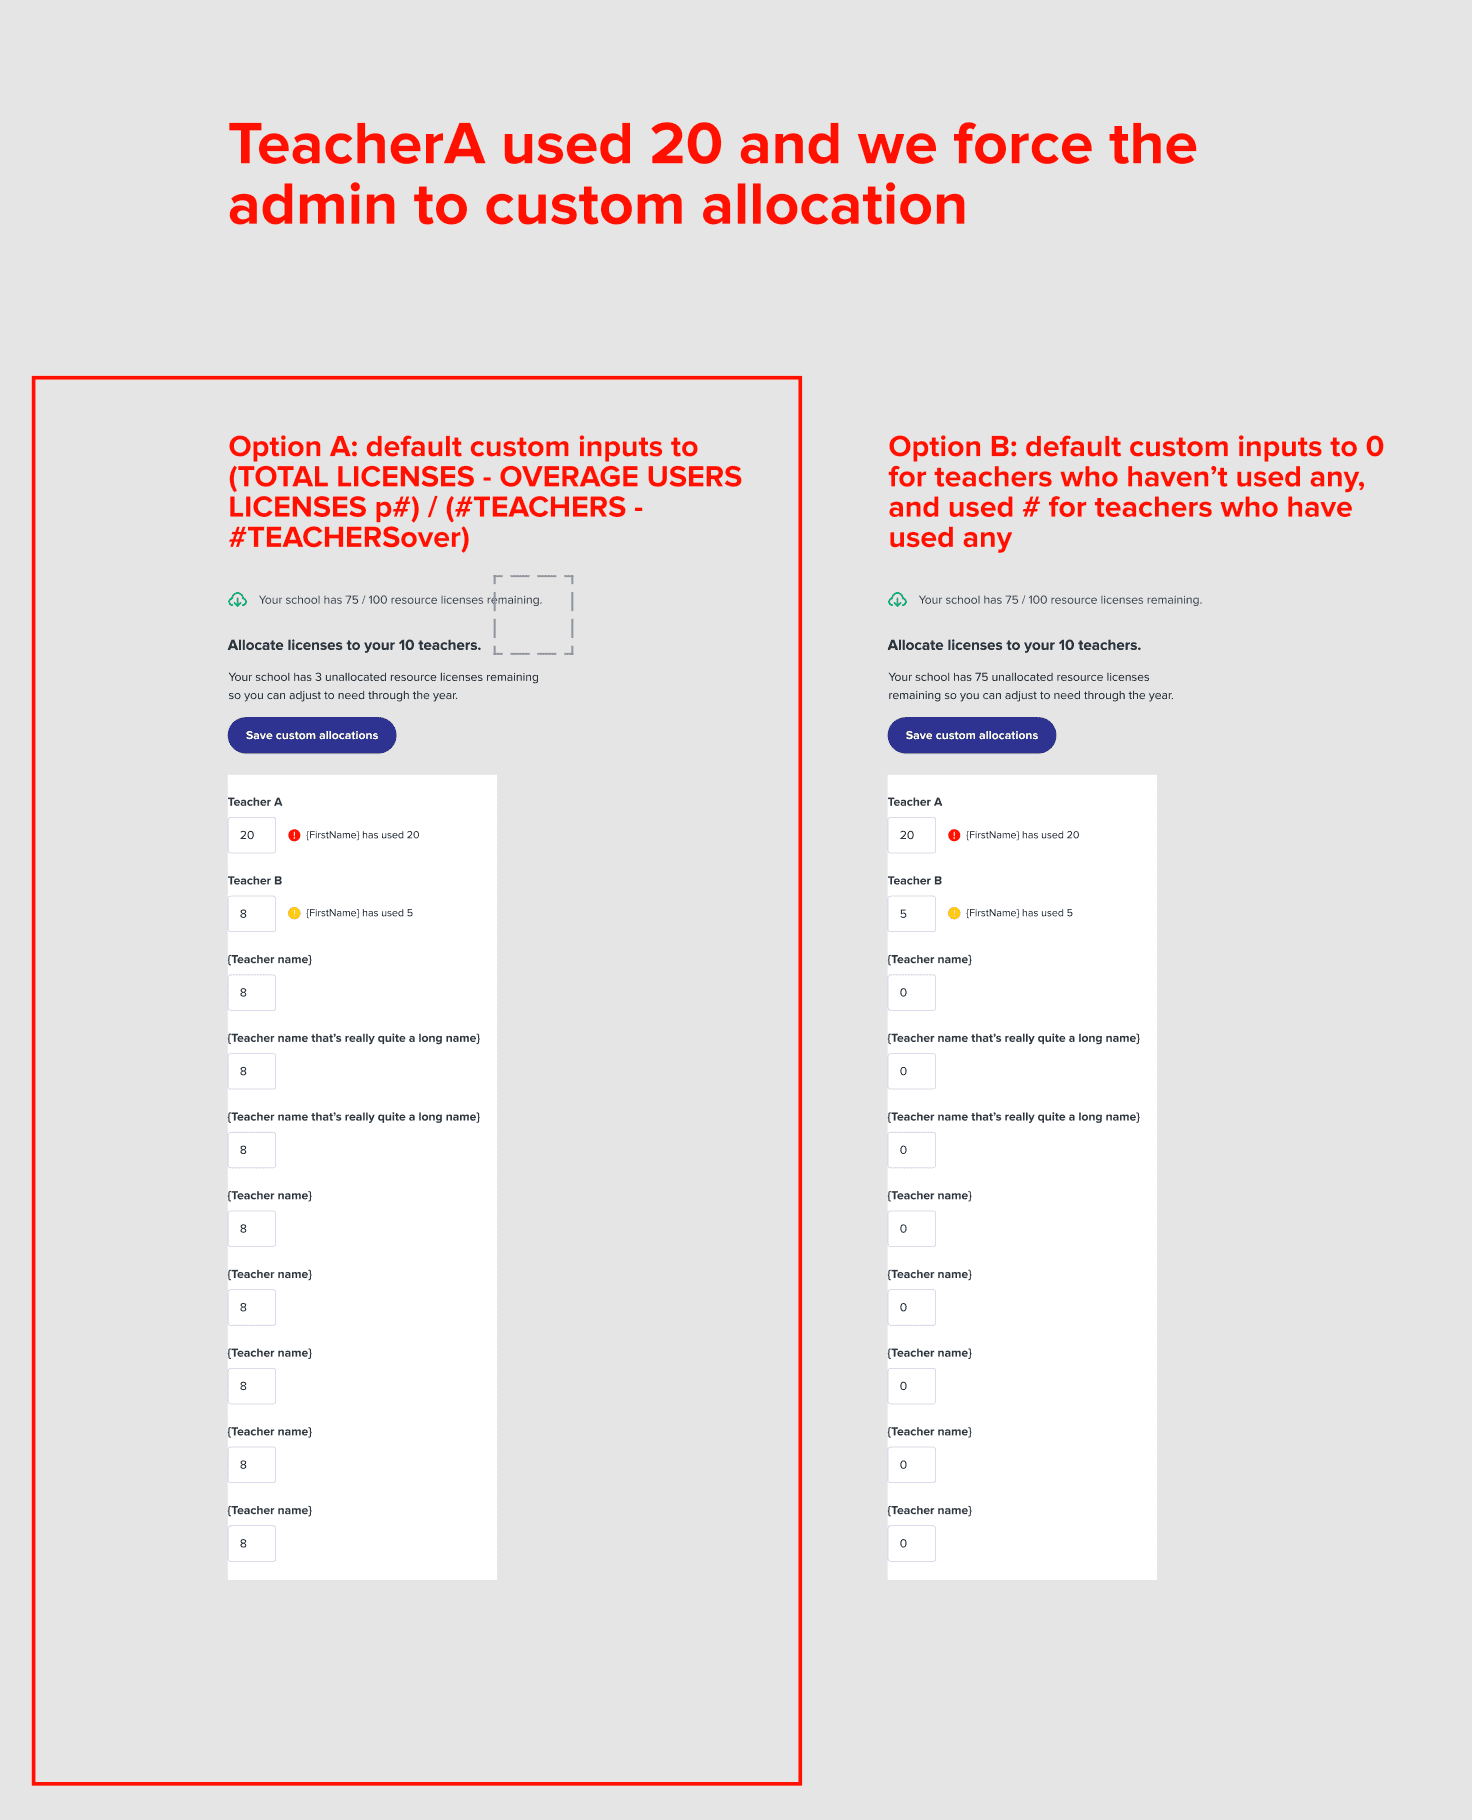 TeacherA used 20 and we force the
admin to custom allocation
Option A: default custom inputs to
(TOTAL LICENSES - OVERAGE USERS
LICENSES p#) / (#TEACHERS -
#TEACHERSover)
Your school has 75 / 100 resource licenses remaining.
Allocate licenses to your 10 teachers.
Your school has 3 unallocated resource licenses remaining
so you can adjust to need through the year.
Save custom allocations
Teacher A
20
{FirstName} has used 20
Teacher B
8
{FirstName} has used 5
{Teacher name}
8
{Teacher name that's really quite a long name}
8
{Teacher name that's really quite a long name}
8
{Teacher name}
8
{Teacher name}
8
{Teacher name}
8
{Teacher name}
8
{Teacher name}
8
Option B: default custom inputs to 0
for teachers who haven't used any,
and used # for teachers who have
used any
Your school has 75 / 100 resource licenses remaining.
Allocate licenses to your 10 teachers.
Your school has 75 unallocated resource licenses
remaining so you can adjust to need through the year.
Save custom allocations
Teacher A
20
{FirstName} has used 20
Teacher B
5
{FirstName} has used 5
{Teacher name}
0
{Teacher name that's really quite a long name}
0
{Teacher name that's really quite a long name}
0
{Teacher name}
0
{Teacher name}
0
{Teacher name}
0
{Teacher name}
0
{Teacher name}
0